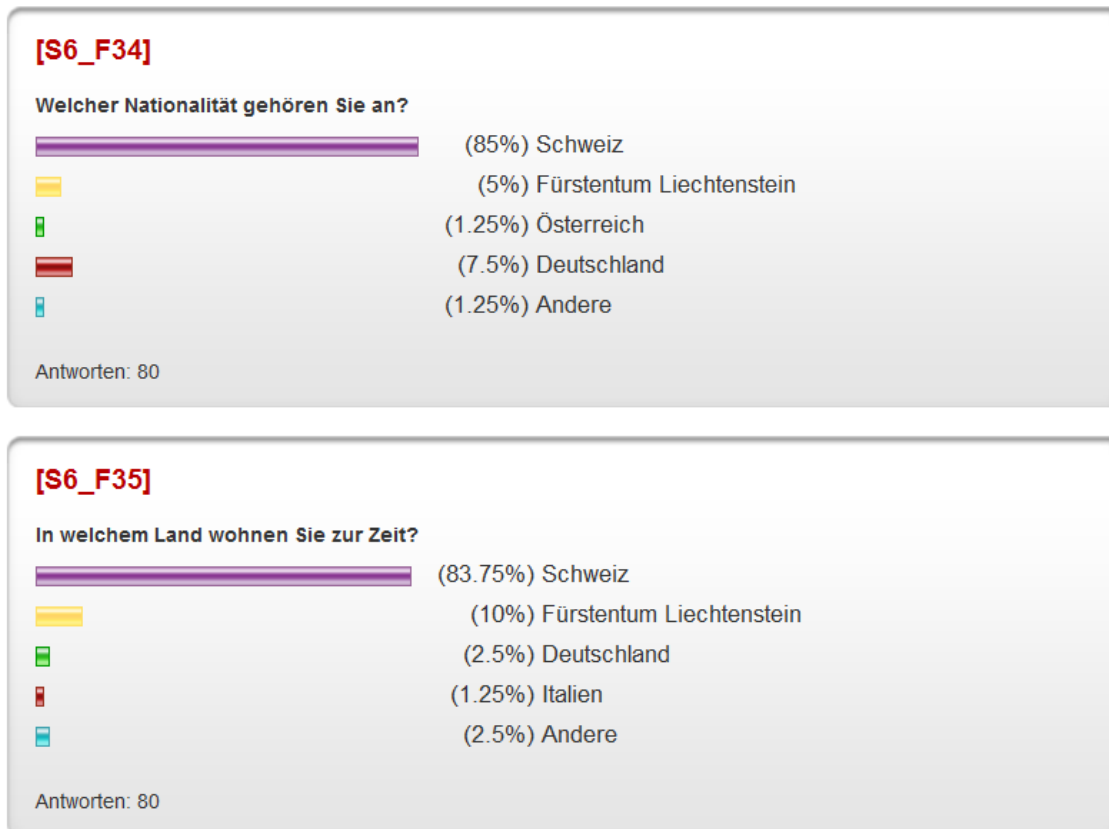 [S6_F34]
Welcher Nationalität gehören Sie an?
(85%) Schweiz
(5%) Fürstentum Liechtenstein
(1.25%) Österreich
(7.5%) Deutschland
(1.25%) Andere
Antworten: 80
[S6_F35]
In welchem Land wohnen Sie zur Zeit?
(83.75%) Schweiz
(10%) Fürstentum Liechtenstein
(2.5%) Deutschland
(1.25%) Italien
(2.5%) Andere
Antworten: 80